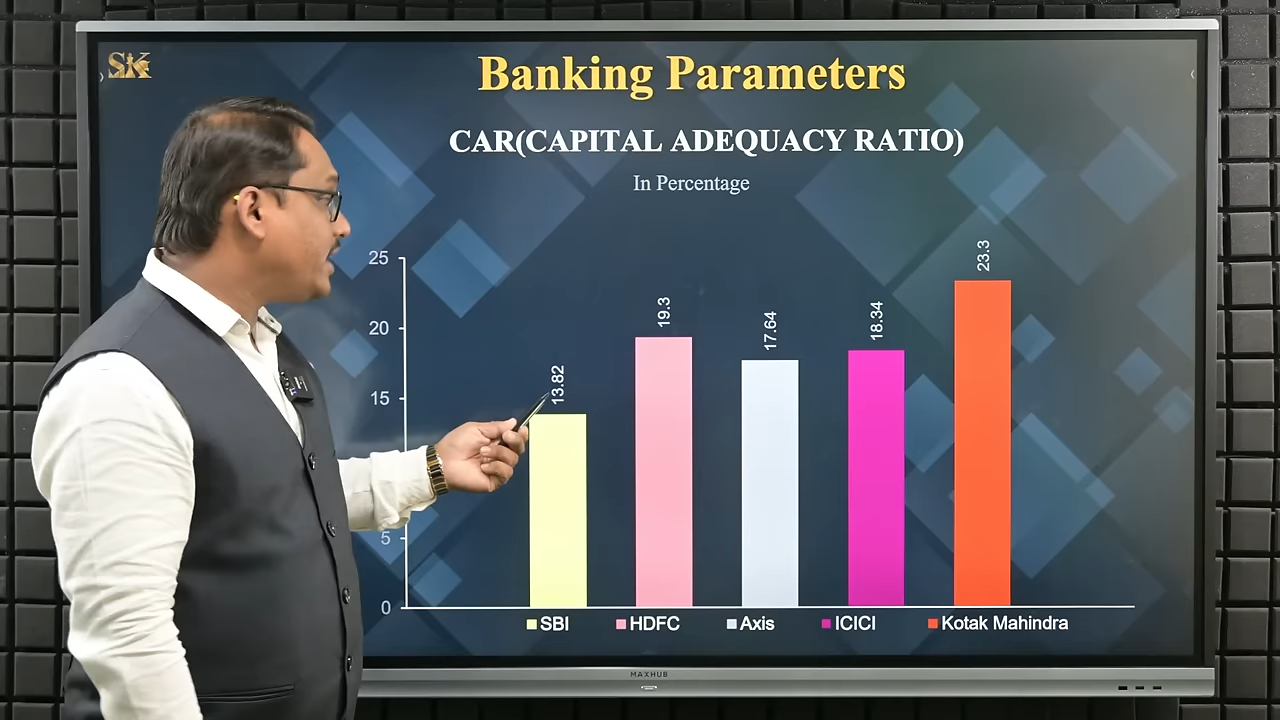 SK
Banking Parameters
CAR(CAPITAL ADEQUACY RATIO)
In Percentage
25
20
15
5
0
13.82
19.3
17.64
18.34
23.3
SBI HDFC Axis ICICI Kotak Mahindra
MAXHUB